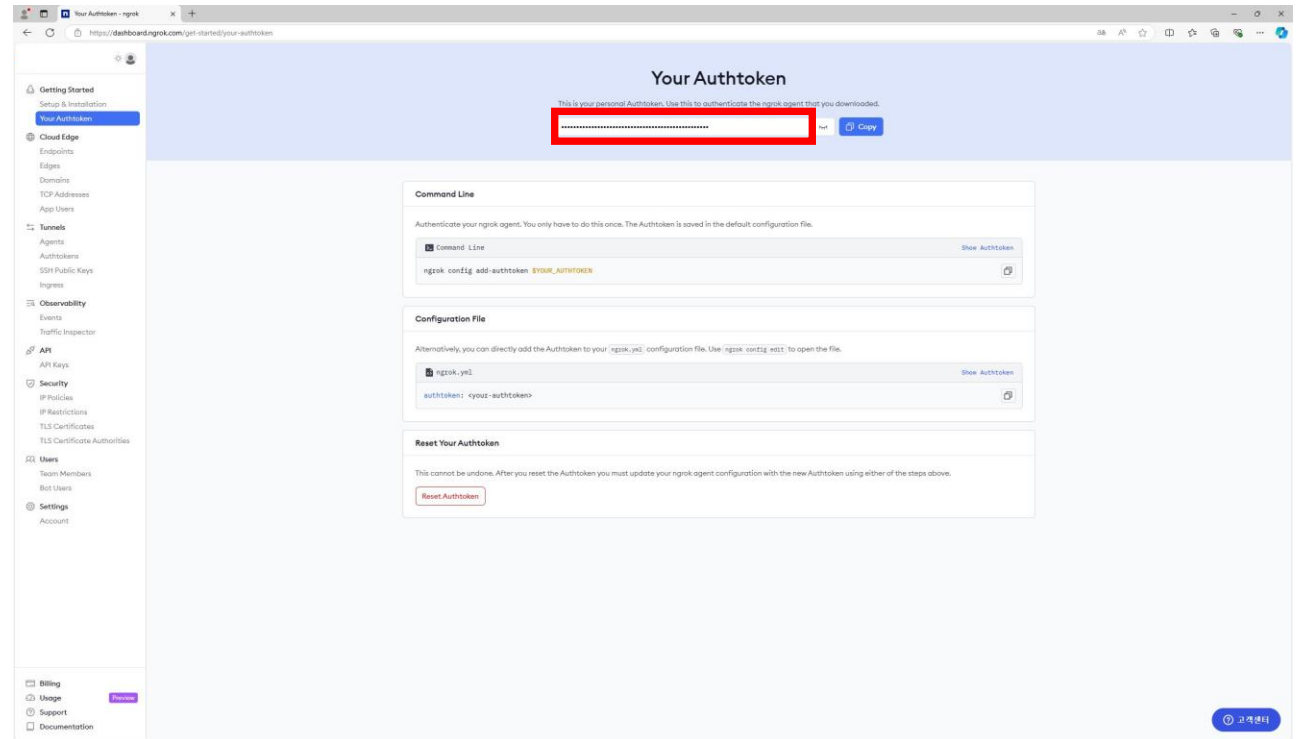 Your Authtoken - ngrok
https://dashboard.ngrok.com/get-started/your-authtoken
Getting Started
Setup & Installation
Your Authtoken
Cloud Edge
Endpoints
Edges
Domains
TCP Addresses
App Users
Tunnels
Agents
Authtokens
SSH Public Keys
Ingress
Observability
Events
Traffic Inspector
API
API Keys
Security
IP Policies
IP Restrictions
TLS Certificates
TLS Certificate Authorities
Users
Team Members
Bot Users
Settings
Account
Billing
Usage Preview
Support
Documentation
Your Authtoken
This is your personal Authtoken. Use this to authenticate the ngrok agent that you downloaded.
Copy
Command Line
Authenticate your ngrok agent. You only have to do this once. The Authtoken is saved in the default configuration file.
Command Line Show Authtoken
ngrok config add-authtoken $YOUR_AUTHTOKEN
Configuration File
Alternatively, you can directly add the Authtoken to your ngrok.yml configuration file. Use ngrok config edit to open the file.
ngrok.yml Show Authtoken
authtoken: <your-authtoken>
Reset Your Authtoken
This cannot be undone. After you reset the Authtoken you must update your ngrok agent configuration with the new Authtoken using either of the steps above.
Reset Authtoken
고객센터